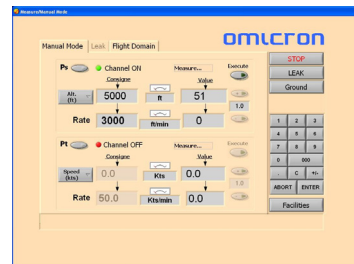 Measure/Manual Mode
omicron
Manual Mode Leak Flight Domain
STOP
LEAK
Ground
Ps Channel ON Measure... Execute
Consigne Value
Alt. (ft) 5000 ft 51
1.0
Rate 3000 ft/min 0
Pt Channel OFF Measure... Execute
Consigne Value
Speed (kts) 0.0 Kts 0.0
1.0
Rate 50.0 Kts/min 0.0
1 2 3
4 5 6
7 8 9
0 000
. C +/-
ABORT ENTER
Facilities